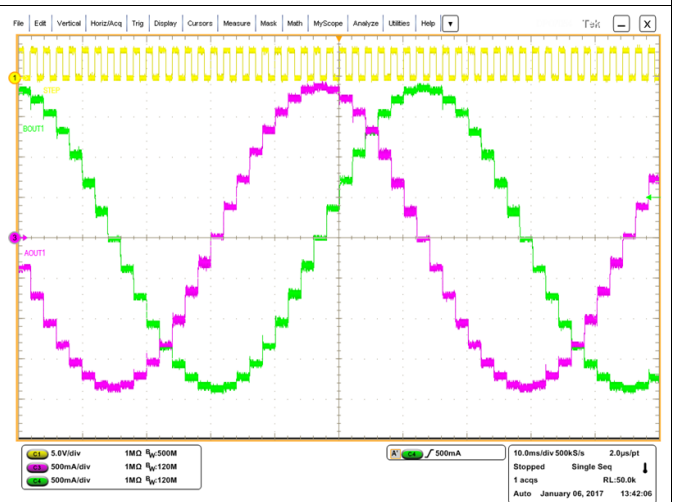 File Edit Vertical Horiz/Acq Trig Display Cursors Measure Mask Math MyScope Analyze Utilities Help Tek X
1
STEP
BOUT1
3
AOUT1
C1 5.0V/div 1MΩ BW:500M
C3 500mA/div 1MΩ BW:120M
C4 500mA/div 1MΩ BW:120M
A' C4 500mA
10.0ms/div 500kS/s 2.0µs/pt
Stopped Single Seq
1 acqs RL:50.0k
Auto January 06, 2017 13:42:06